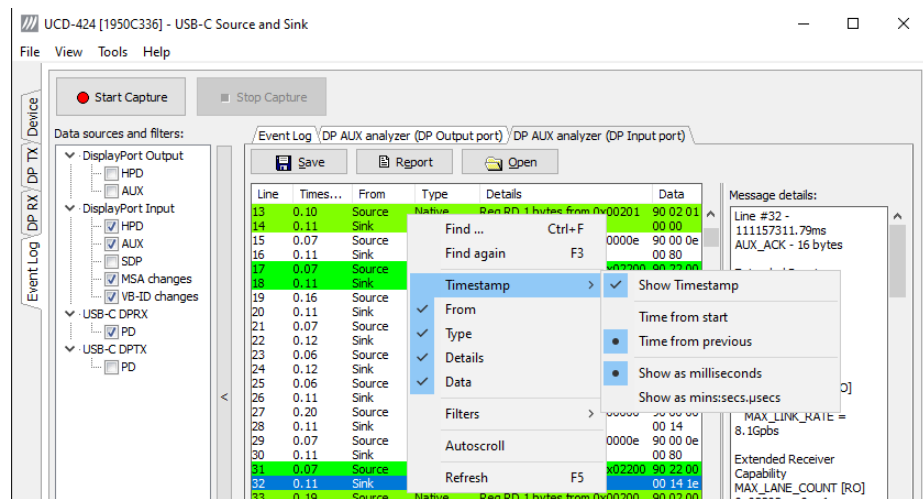 UCD-424 [1950C336] - USB-C Source and Sink
File View Tools Help
Start Capture
Stop Capture
Device
DP TX
DP RX
Event Log
Data sources and filters:
DisplayPort Output
HPD
AUX
DisplayPort Input
HPD
AUX
SDP
MSA changes
VB-ID changes
USB-C DPRX
PD
USB-C DPTX
PD
<
Event Log DP AUX analyzer (DP Output port) DP AUX analyzer (DP Input port)
Save Report Open
Line Times... From Type Details Data
13 0.10 Source Native Req RD 1 bytes from 0x00201 90 02 01
14 0.11 Sink 00 00
15 0.07 Source 0000e 90 00 0e
16 0.11 Sink 00 80
17 0.07 Source x02200 90 22 00
18 0.11 Sink
19 0.16 Source
20 0.11 Sink
21 0.07 Source
22 0.12 Sink
23 0.06 Source
24 0.12 Sink
25 0.06 Source
26 0.11 Sink
27 0.20 Source
28 0.11 Sink 00 14
29 0.07 Source 0000e 90 00 0e
30 0.11 Sink 00 80
31 0.07 Source x02200 90 22 00
32 0.11 Sink 00 14 1e
33 0.19 Source Native Req RD 1 bytes from 0x00200 90 02 00
Find ... Ctrl+F
Find again F3
Timestamp >
From
Type
Details
Data
Filters >
Autoscroll
Refresh F5
Show Timestamp
Time from start
Time from previous
Show as milliseconds
Show as mins:secs.µsecs
Message details:
Line #32 -
111157311.79ms
AUX_ACK - 16 bytes
O]
MAX_LINK_RATE =
8.1Gpbs
Extended Receiver
Capability
MAX_LANE_COUNT [RO]